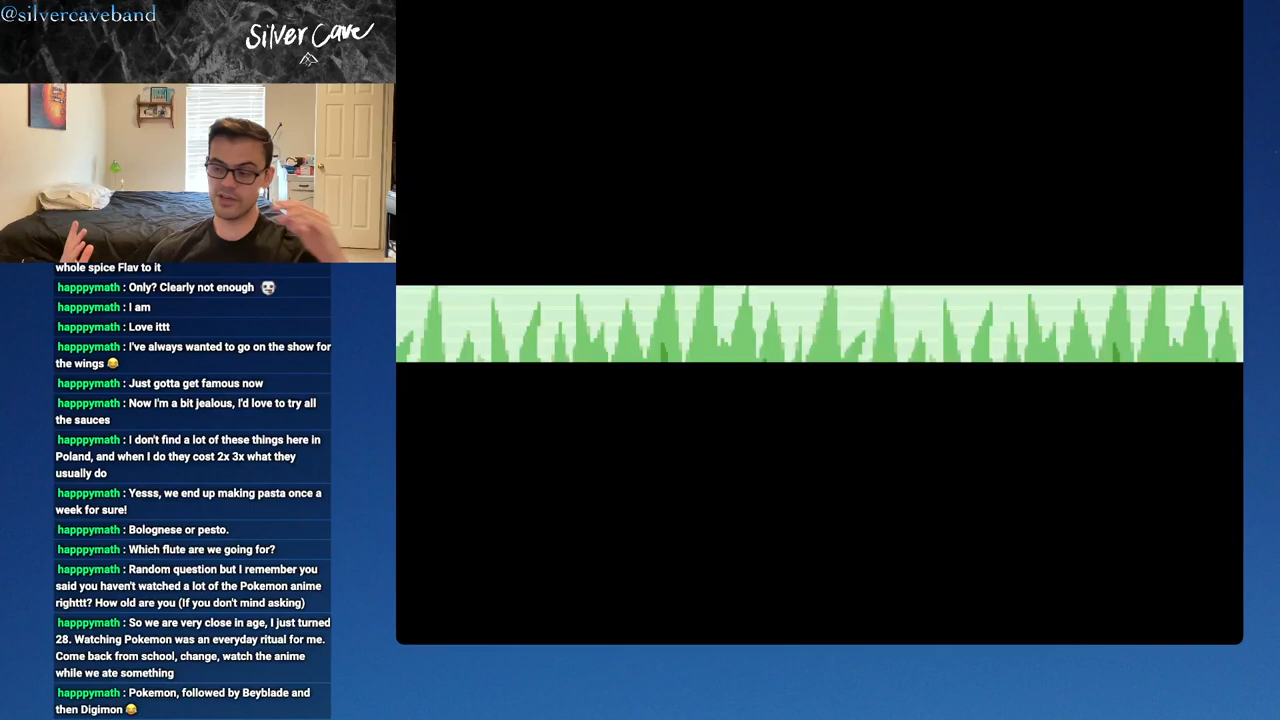 @silvercaveband
Silver Cave
whole spice Flav to it
happpymath : Only? Clearly not enough
happpymath : I am
happpymath : Love ittt
happpymath : I've always wanted to go on the show for
the wings 😂
happpymath : Just gotta get famous now
happpymath : Now I'm a bit jealous, I'd love to try all
the sauces
happpymath : I don't find a lot of these things here in
Poland, and when I do they cost 2x 3x what they
usually do
happpymath : Yesss, we end up making pasta once a
week for sure!
happpymath : Bolognese or pesto.
happpymath : Which flute are we going for?
happpymath : Random question but I remember you
said you haven't watched a lot of the Pokemon anime
righttt? How old are you (If you don't mind asking)
happpymath : So we are very close in age, I just turned
28. Watching Pokemon was an everyday ritual for me.
Come back from school, change, watch the anime
while we ate something
happpymath : Pokemon, followed by Beyblade and
then Digimon 😂